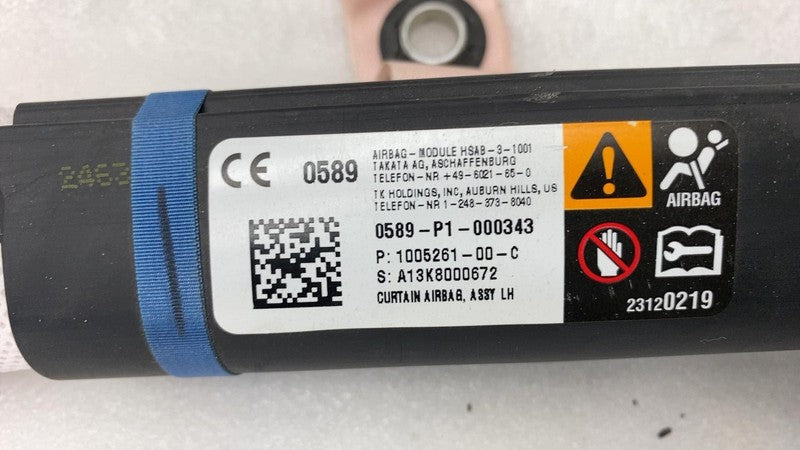 2463
CE 0589
AIRBAG-MODULE HSAB-3-1001
TAKATA AG, ASCHAFFENBURG
TELEFON-NR +49-6021-65-0
TK HOLDINGS, INC, AUBURN HILLS, US
TELEFON-NR 1-248-373-8040
0589-P1-000343
P: 1005261-00-C
S: A13K8000672
CURTAIN AIRBAG, ASSY LH
AIRBAG
23120219